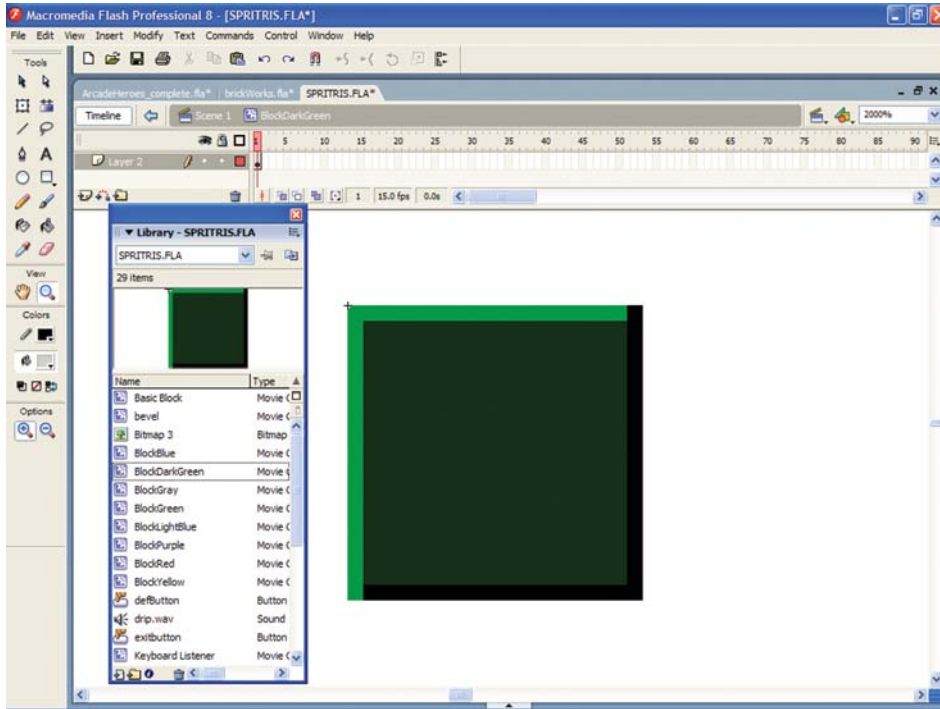 Macromedia Flash Professional 8 - [SPRITRIS.FLA*]
File Edit View Insert Modify Text Commands Control Window Help
Tools
ArcadeHeroes_complete.fla* brickWorks.fla* SPRITRIS.FLA*
Timeline Scene 1 BlockDarkGreen 2000%
1 5 10 15 20 25 30 35 40 45 50 55 60 65 70 75 80 85 90
Layer 2
1 15.0 fps 0.0s
Library - SPRITRIS.FLA
SPRITRIS.FLA
29 items
View
Colors
Options
Name Type
Basic Block Movie C
bevel Movie C
Bitmap 3 Bitmap
BlockBlue Movie C
BlockDarkGreen Movie C
BlockGray Movie C
BlockGreen Movie C
BlockLightBlue Movie C
BlockPurple Movie C
BlockRed Movie C
BlockYellow Movie C
defButton Button
drip.wav Sound
exitbutton Button
Keyboard Listener Movie C